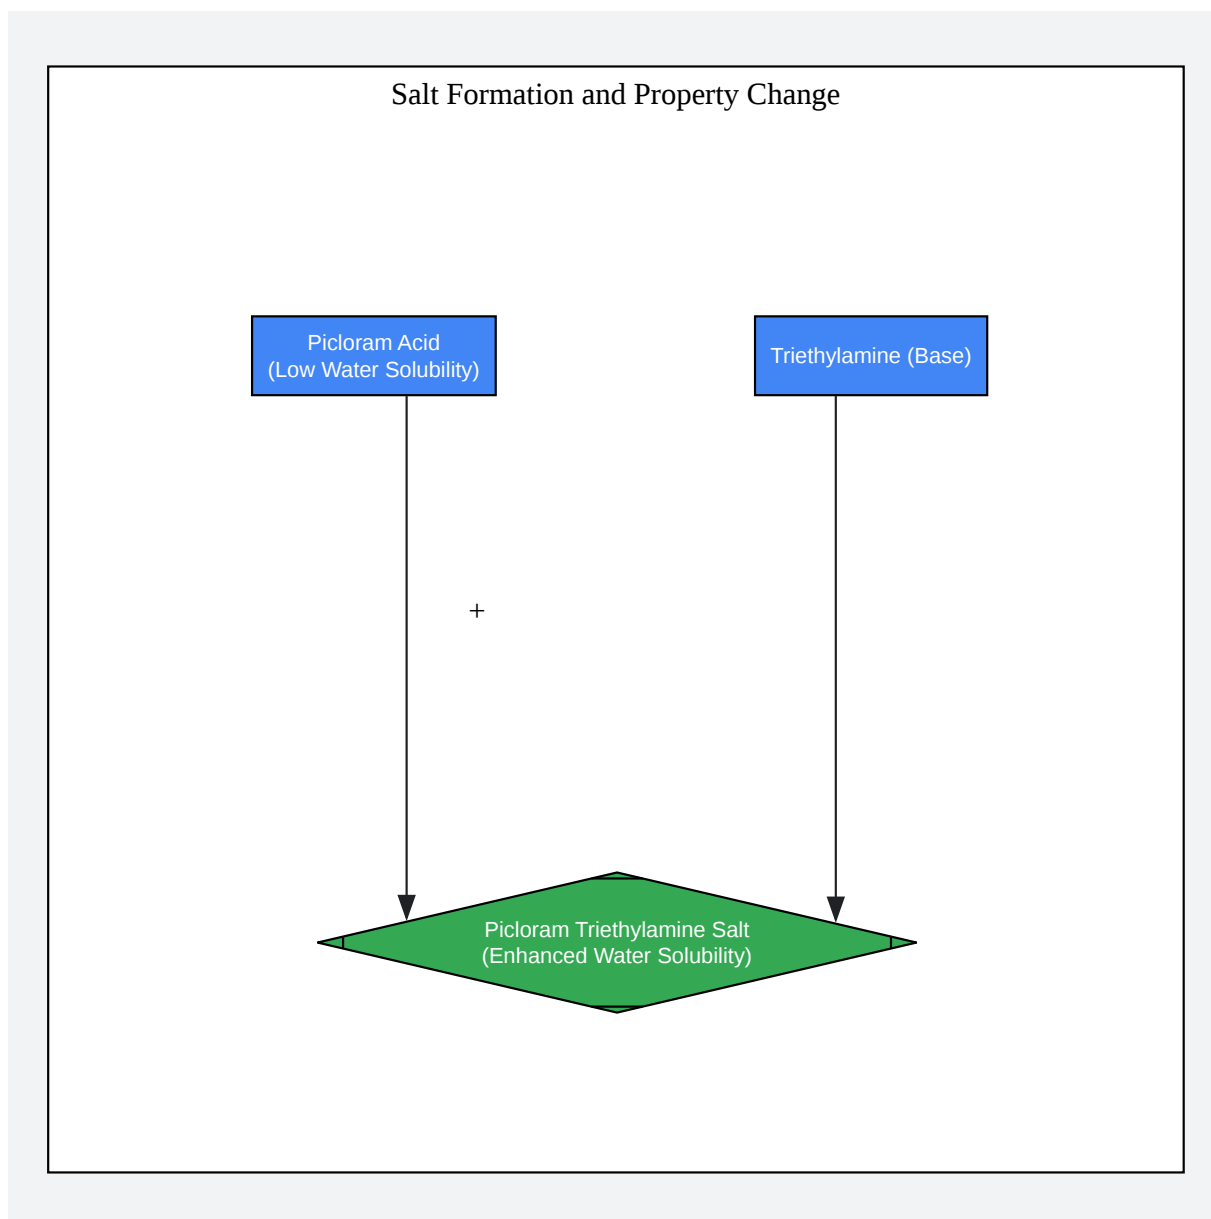 Salt Formation and Property Change
Picloram Acid
(Low Water Solubility)
Triethylamine (Base)
+
Picloram Triethylamine Salt
(Enhanced Water Solubility)